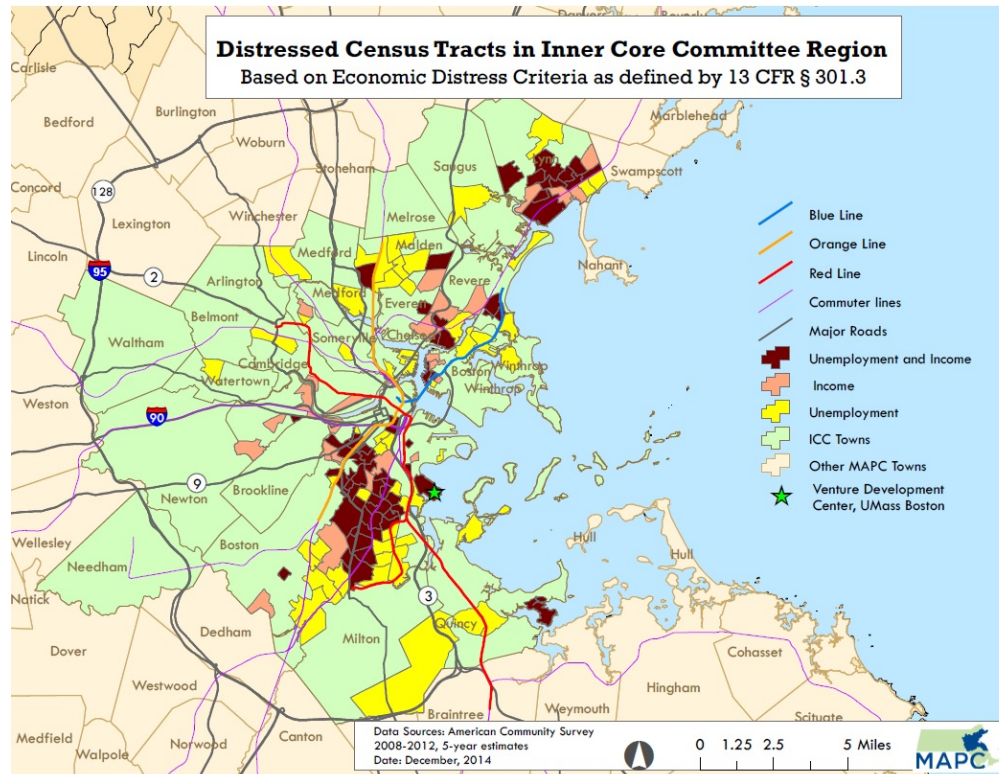 Distressed Census Tracts in Inner Core Committee Region
Based on Economic Distress Criteria as defined by 13 CFR § 301.3
Carlisle
Burlington
Bedford
Woburn
Marblehead
Stoneham
Saugus
Lynn
Swampscott
Concord
128
Lexington
Winchester
Melrose
Lincoln
95
2
Arlington
Medford
Malden
Nahant
Medford
Everett
Revere
Belmont
Somerville
Chelsea
Waltham
Cambridge
Watertown
Boston
Winthrop
Winthrop
Weston
90
9
Newton
Brookline
Wellesley
Boston
Needham
Hull
Hull
Natick
3
Quincy
Milton
Dedham
Dover
Westwood
Cohasset
Hingham
Weymouth
Braintree
Canton
Norwood
Walpole
Medfield
Scituate
Blue Line
Orange Line
Red Line
Commuter lines
Major Roads
Unemployment and Income
Income
Unemployment
ICC Towns
Other MAPC Towns
Venture Development
Center, UMass Boston
Data Sources: American Community Survey
2008-2012, 5-year estimates
Date: December, 2014
0 1.25 2.5 5 Miles
MAPC